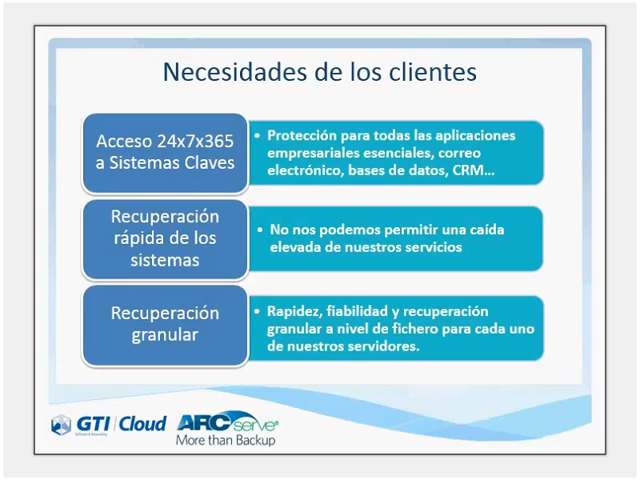 Necesidades de los clientes
Acceso 24x7x365
a Sistemas Claves
• Protección para todas las aplicaciones
empresariales esenciales, correo
electrónico, bases de datos, CRM...
Recuperación
rápida de los
sistemas
• No nos podemos permitir una caída
elevada de nuestros servicios
Recuperación
granular
• Rapidez, fiabilidad y recuperación
granular a nivel de fichero para cada uno
de nuestros servidores.
GTI Cloud
ARCserve®
More than Backup